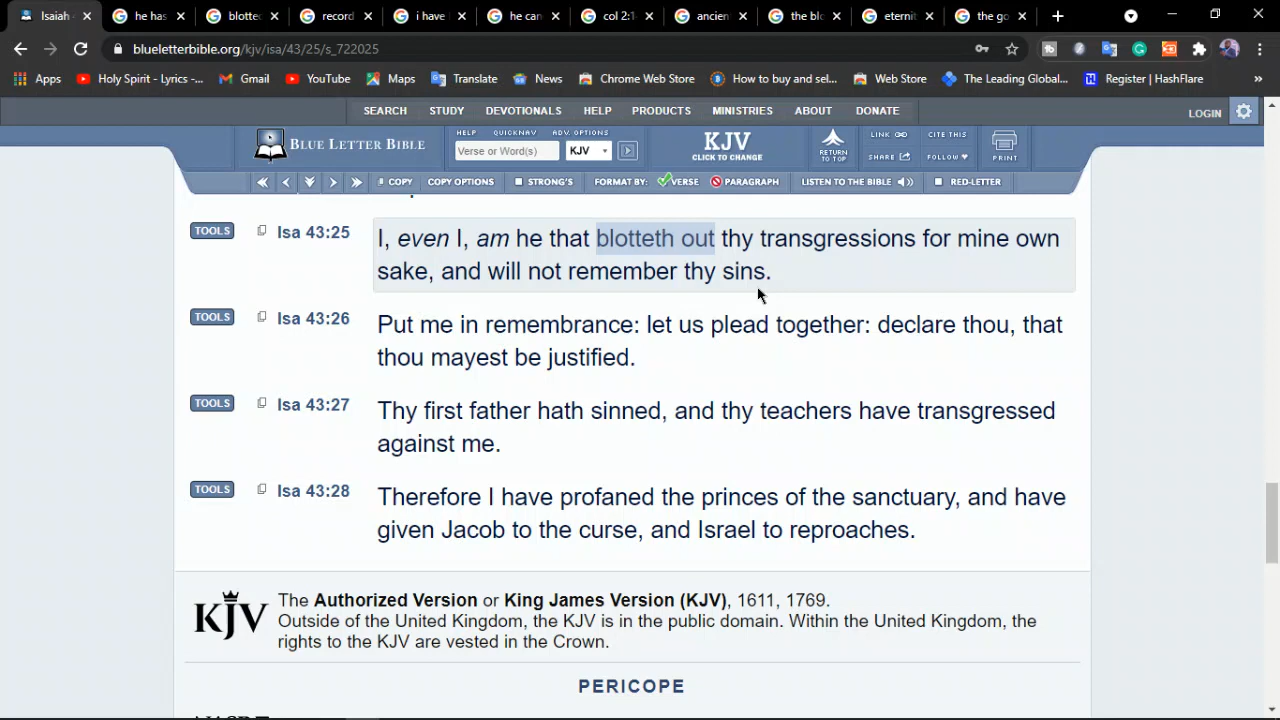 Isaiah
he has
blotte
record
i have
he can
col 2:1
ancien
the blo
eternit
the go
blueletterbible.org/kjv/isa/43/25/s_722025
Apps Holy Spirit - Lyrics -... Gmail YouTube Maps Translate News Chrome Web Store How to buy and sel... Web Store The Leading Global... Register | HashFlare »
SEARCH STUDY DEVOTIONALS HELP PRODUCTS MINISTRIES ABOUT DONATE LOGIN
BLUE LETTER BIBLE
HELP QUICKNAV ADV. OPTIONS
Verse or Word(s) KJV
KJV
CLICK TO CHANGE
RETURN
TO TOP
LINK CITE THIS
SHARE FOLLOW
PRINT
COPY COPY OPTIONS STRONG'S FORMAT BY: VERSE PARAGRAPH LISTEN TO THE BIBLE RED-LETTER
TOOLS Isa 43:25 I, even I, am he that blotteth out thy transgressions for mine own
sake, and will not remember thy sins.
TOOLS Isa 43:26 Put me in remembrance: let us plead together: declare thou, that
thou mayest be justified.
TOOLS Isa 43:27 Thy first father hath sinned, and thy teachers have transgressed
against me.
TOOLS Isa 43:28 Therefore I have profaned the princes of the sanctuary, and have
given Jacob to the curse, and Israel to reproaches.
KJV
The Authorized Version or King James Version (KJV), 1611, 1769.
Outside of the United Kingdom, the KJV is in the public domain. Within the United Kingdom, the
rights to the KJV are vested in the Crown.
PERICOPE